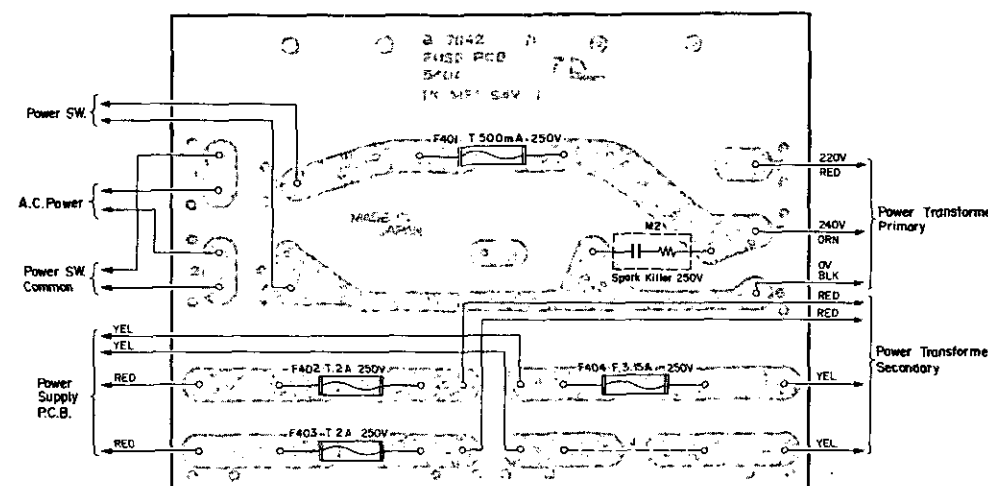 FUSE PCB
Power SW.
F401 T 500mA 250V
220V
RED
A.C. Power
MADE IN
JAPAN
M21
240V
ORN
Power Transforme
Primary
Power SW.
Common
Spark Killer 250V
0V
BLK
RED
RED
YEL
YEL
F402 T. 2A 250V
F404 F. 3.15A 250V
Power Transforme
Secondary
RED
YEL
Power
Supply
P.C.B.
F403 T 2A 250V
J
RED
YEL